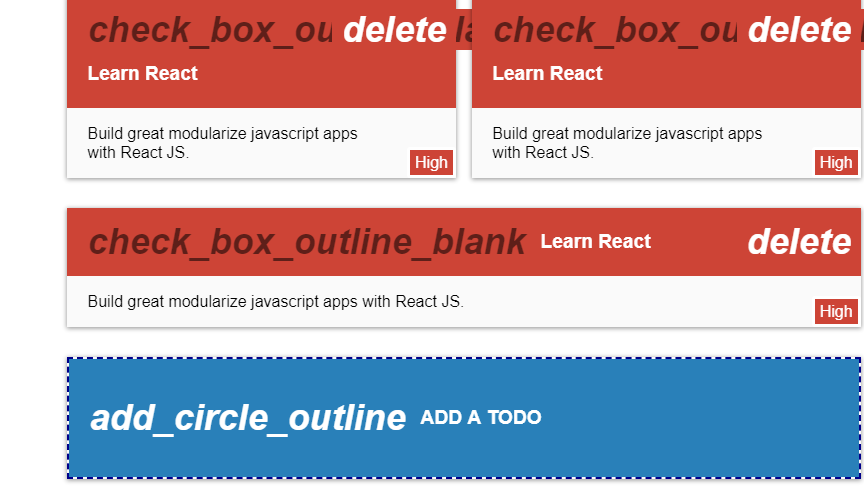 check_box_ou delete check_box_ou delete
Learn React Learn React
Build great modularize javascript apps Build great modularize javascript apps
with React JS. with React JS.
High High
check_box_outline_blank Learn React delete
Build great modularize javascript apps with React JS.
High
add_circle_outline ADD A TODO